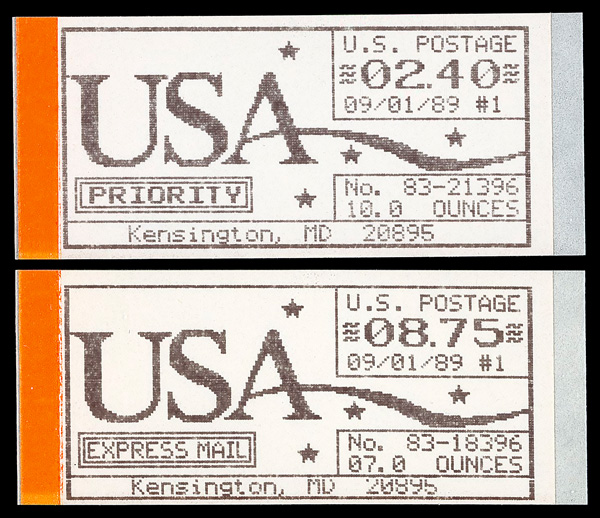 USA
U.S. POSTAGE
02.40
09/01/89 #1
PRIORITY
No. 83-21396
10.0 OUNCES
Kensington, MD 20895
USA
U.S. POSTAGE
08.75
09/01/89 #1
EXPRESS MAIL
No. 83-18396
07.0 OUNCES
Kensington, MD 20895